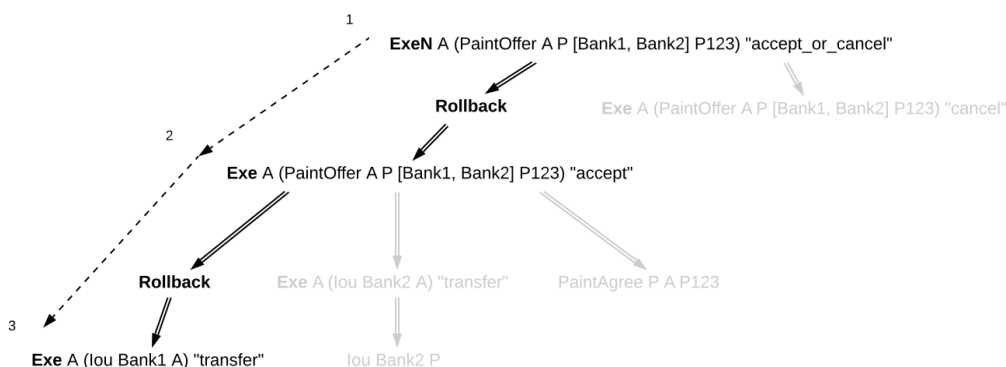 1
ExeN A (PaintOffer A P [Bank1, Bank2] P123) "accept_or_cancel"
Rollback
Exe A (PaintOffer A P [Bank1, Bank2] P123) "cancel"
2
Exe A (PaintOffer A P [Bank1, Bank2] P123) "accept"
Rollback
Exe A (Iou Bank2 A) "transfer"
PaintAgree P A P123
3
Exe A (Iou Bank1 A) "transfer"
Iou Bank2 P